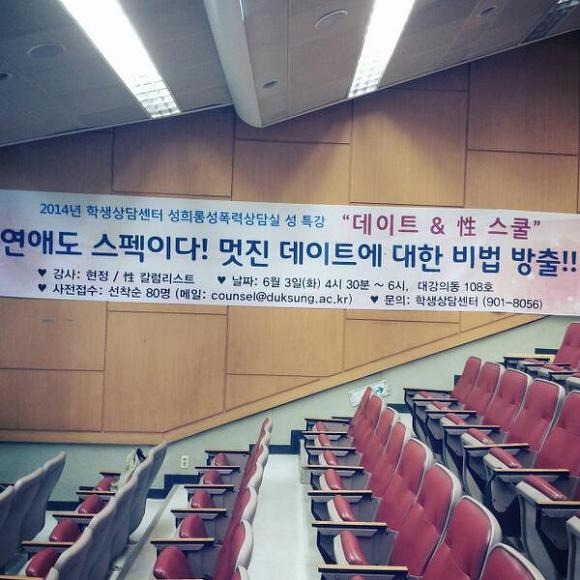 2014년 학생상담센터 성희롱성폭력상담실 성 특강 “데이트 & 性 스쿨”
연애도 스펙이다! 멋진 데이트에 대한 비법 방출!!
♥ 강사: 현정 / 性 칼럼리스트 ♥ 날짜: 6월 3일(화) 4시 30분 ~ 6시, 대강의동 108호
♥ 사전접수: 선착순 80명 (메일: counsel@duksung.ac.kr) ♥ 문의: 학생상담센터 (901-8056)